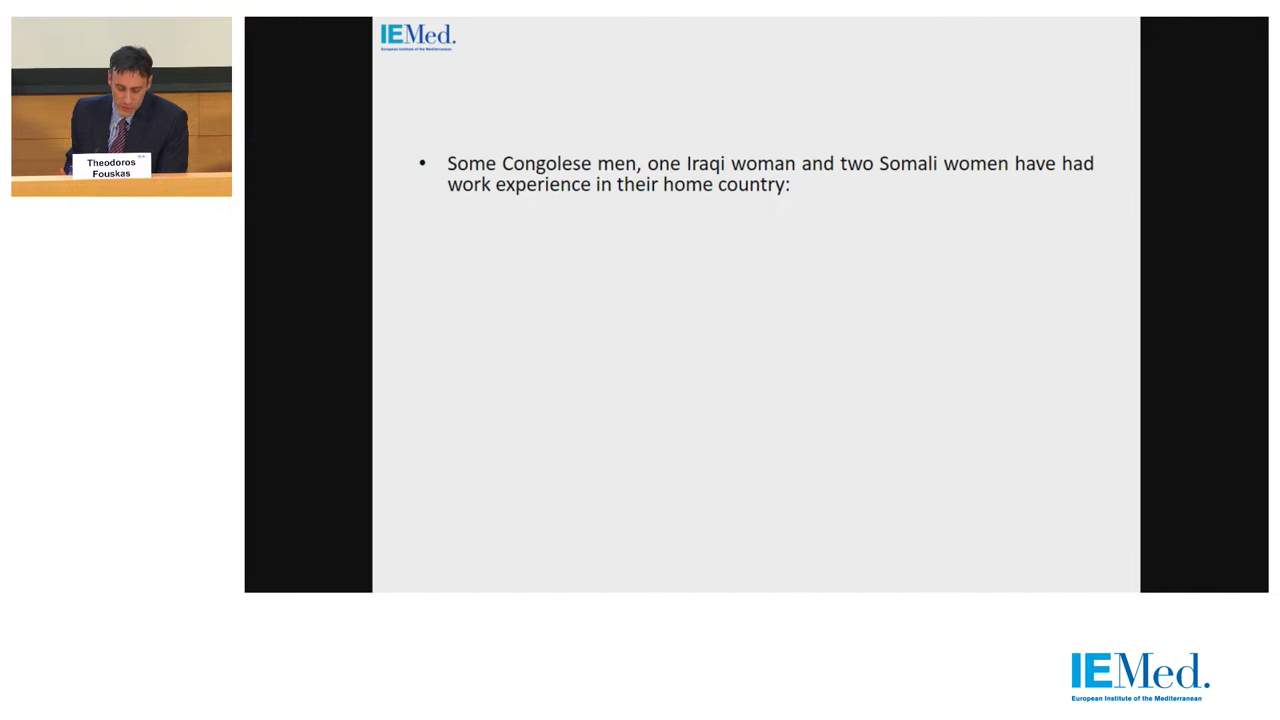 IEMed.
European Institute of the Mediterranean
Theodoros
Fouskas
• Some Congolese men, one Iraqi woman and two Somali women have had
work experience in their home country:
IEMed.
European Institute of the Mediterranean